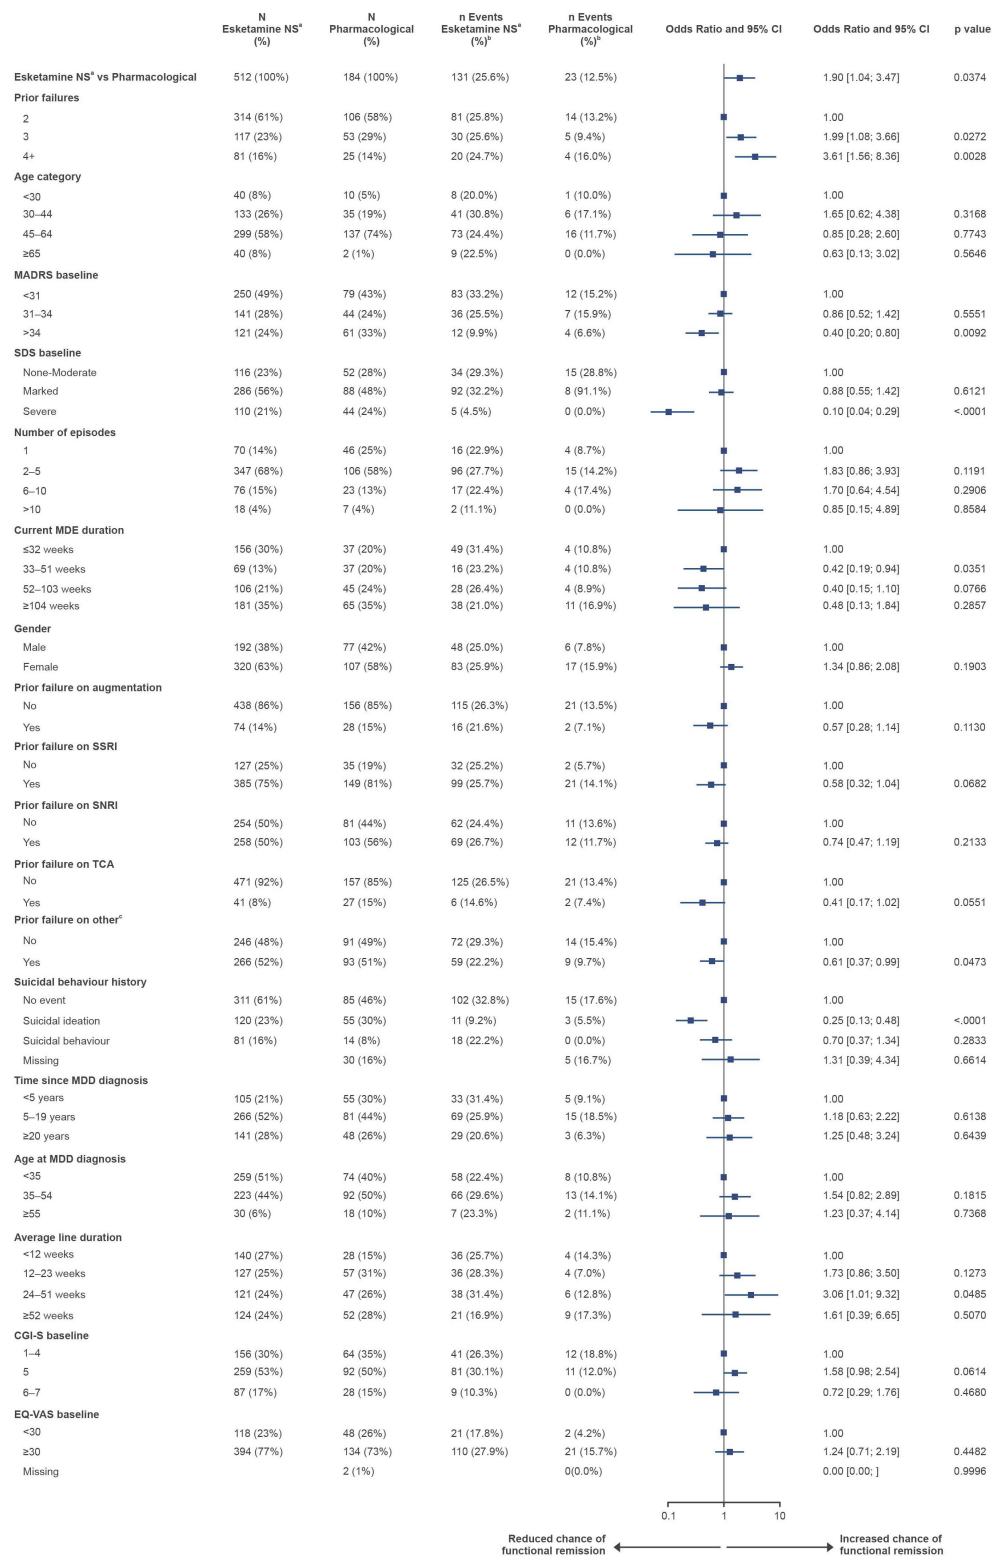 N Esketamine NSᵃ (%) N Pharmacological (%) n Events Esketamine NSᵃ (%)ᵇ n Events Pharmacological (%)ᵇ Odds Ratio and 95% CI Odds Ratio and 95% CI p value
Esketamine NSᵃ vs Pharmacological 512 (100%) 184 (100%) 131 (25.6%) 23 (12.5%) 1.90 [1.04; 3.47] 0.0374
Prior failures
2 314 (61%) 106 (58%) 81 (25.8%) 14 (13.2%) 1.00
3 117 (23%) 53 (29%) 30 (25.6%) 5 (9.4%) 1.99 [1.08; 3.66] 0.0272
4+ 81 (16%) 25 (14%) 20 (24.7%) 4 (16.0%) 3.61 [1.56; 8.36] 0.0028
Age category
<30 40 (8%) 10 (5%) 8 (20.0%) 1 (10.0%) 1.00
30–44 133 (26%) 35 (19%) 41 (30.8%) 6 (17.1%) 1.65 [0.62; 4.38] 0.3168
45–64 299 (58%) 137 (74%) 73 (24.4%) 16 (11.7%) 0.85 [0.28; 2.60] 0.7743
≥65 40 (8%) 2 (1%) 9 (22.5%) 0 (0.0%) 0.63 [0.13; 3.02] 0.5646
MADRS baseline
<31 250 (49%) 79 (43%) 83 (33.2%) 12 (15.2%) 1.00
31–34 141 (28%) 44 (24%) 36 (25.5%) 7 (15.9%) 0.86 [0.52; 1.42] 0.5551
>34 121 (24%) 61 (33%) 12 (9.9%) 4 (6.6%) 0.40 [0.20; 0.80] 0.0092
SDS baseline
None-Moderate 116 (23%) 52 (28%) 34 (29.3%) 15 (28.8%) 1.00
Marked 286 (56%) 88 (48%) 92 (32.2%) 8 (91.1%) 0.88 [0.55; 1.42] 0.6121
Severe 110 (21%) 44 (24%) 5 (4.5%) 0 (0.0%) 0.10 [0.04; 0.29] <.0001
Number of episodes
1 70 (14%) 46 (25%) 16 (22.9%) 4 (8.7%) 1.00
2–5 347 (68%) 106 (58%) 96 (27.7%) 15 (14.2%) 1.83 [0.86; 3.93] 0.1191
6–10 76 (15%) 23 (13%) 17 (22.4%) 4 (17.4%) 1.70 [0.64; 4.54] 0.2906
>10 18 (4%) 7 (4%) 2 (11.1%) 0 (0.0%) 0.85 [0.15; 4.89] 0.8584
Current MDE duration
≤32 weeks 156 (30%) 37 (20%) 49 (31.4%) 4 (10.8%) 1.00
33–51 weeks 69 (13%) 37 (20%) 16 (23.2%) 4 (10.8%) 0.42 [0.19; 0.94] 0.0351
52–103 weeks 106 (21%) 45 (24%) 28 (26.4%) 4 (8.9%) 0.40 [0.15; 1.10] 0.0766
≥104 weeks 181 (35%) 65 (35%) 38 (21.0%) 11 (16.9%) 0.48 [0.13; 1.84] 0.2857
Gender
Male 192 (38%) 77 (42%) 48 (25.0%) 6 (7.8%) 1.00
Female 320 (63%) 107 (58%) 83 (25.9%) 17 (15.9%) 1.34 [0.86; 2.08] 0.1903
Prior failure on augmentation
No 438 (86%) 156 (85%) 115 (26.3%) 21 (13.5%) 1.00
Yes 74 (14%) 28 (15%) 16 (21.6%) 2 (7.1%) 0.57 [0.28; 1.14] 0.1130
Prior failure on SSRI
No 127 (25%) 35 (19%) 32 (25.2%) 2 (5.7%) 1.00
Yes 385 (75%) 149 (81%) 99 (25.7%) 21 (14.1%) 0.58 [0.32; 1.04] 0.0682
Prior failure on SNRI
No 254 (50%) 81 (44%) 62 (24.4%) 11 (13.6%) 1.00
Yes 258 (50%) 103 (56%) 69 (26.7%) 12 (11.7%) 0.74 [0.47; 1.19] 0.2133
Prior failure on TCA
No 471 (92%) 157 (85%) 125 (26.5%) 21 (13.4%) 1.00
Yes 41 (8%) 27 (15%) 6 (14.6%) 2 (7.4%) 0.41 [0.17; 1.02] 0.0551
Prior failure on otherᶜ
No 246 (48%) 91 (49%) 72 (29.3%) 14 (15.4%) 1.00
Yes 266 (52%) 93 (51%) 59 (22.2%) 9 (9.7%) 0.61 [0.37; 0.99] 0.0473
Suicidal behaviour history
No event 311 (61%) 85 (46%) 102 (32.8%) 15 (17.6%) 1.00
Suicidal ideation 120 (23%) 55 (30%) 11 (9.2%) 3 (5.5%) 0.25 [0.13; 0.48] <.0001
Suicidal behaviour 81 (16%) 14 (8%) 18 (22.2%) 0 (0.0%) 0.70 [0.37; 1.34] 0.2833
Missing 30 (16%) 5 (16.7%) 1.31 [0.39; 4.34] 0.6614
Time since MDD diagnosis
<5 years 105 (21%) 55 (30%) 33 (31.4%) 5 (9.1%) 1.00
5–19 years 266 (52%) 81 (44%) 69 (25.9%) 15 (18.5%) 1.18 [0.63; 2.22] 0.6138
≥20 years 141 (28%) 48 (26%) 29 (20.6%) 3 (6.3%) 1.25 [0.48; 3.24] 0.6439
Age at MDD diagnosis
<35 259 (51%) 74 (40%) 58 (22.4%) 8 (10.8%) 1.00
35–54 223 (44%) 92 (50%) 66 (29.6%) 13 (14.1%) 1.54 [0.82; 2.89] 0.1815
≥55 30 (6%) 18 (10%) 7 (23.3%) 2 (11.1%) 1.23 [0.37; 4.14] 0.7368
Average line duration
<12 weeks 140 (27%) 28 (15%) 36 (25.7%) 4 (14.3%) 1.00
12–23 weeks 127 (25%) 57 (31%) 36 (28.3%) 4 (7.0%) 1.73 [0.86; 3.50] 0.1273
24–51 weeks 121 (24%) 47 (26%) 38 (31.4%) 6 (12.8%) 3.06 [1.01; 9.32] 0.0485
≥52 weeks 124 (24%) 52 (28%) 21 (16.9%) 9 (17.3%) 1.61 [0.39; 6.65] 0.5070
CGI-S baseline
1–4 156 (30%) 64 (35%) 41 (26.3%) 12 (18.8%) 1.00
5 259 (53%) 92 (50%) 81 (30.1%) 11 (12.0%) 1.58 [0.98; 2.54] 0.0614
6–7 87 (17%) 28 (15%) 9 (10.3%) 0 (0.0%) 0.72 [0.29; 1.76] 0.4680
EQ-VAS baseline
<30 118 (23%) 48 (26%) 21 (17.8%) 2 (4.2%) 1.00
≥30 394 (77%) 134 (73%) 110 (27.9%) 21 (15.7%) 1.24 [0.71; 2.19] 0.4482
Missing 2 (1%) 0(0.0%) 0.00 [0.00; ] 0.9996
0.1 1 10
Reduced chance of functional remission Increased chance of functional remission